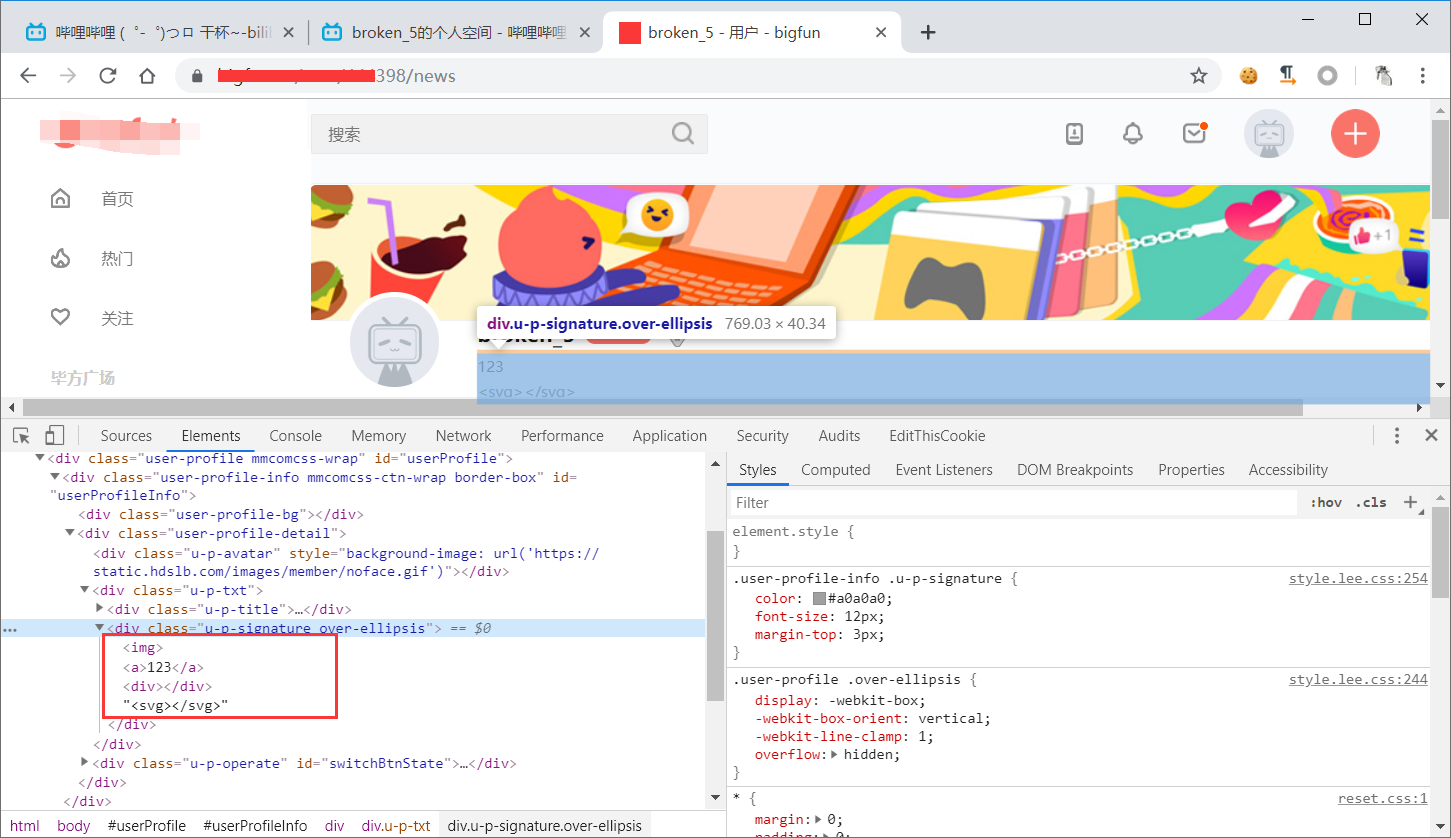 哔哩哔哩 (゜-゜)つロ 干杯~-bili
broken_5的个人空间 - 哔哩哔哩
broken_5 - 用户 - bigfun
398/news
搜索
首页
热门
关注
毕方广场
+1
div.u-p-signature.over-ellipsis 769.03 × 40.34
broken_5
123
<svg></svg>
Sources Elements Console Memory Network Performance Application Security Audits EditThisCookie
<div class="user-profile mmcomcss-wrap" id="userProfile">
<div class="user-profile-info mmcomcss-ctn-wrap border-box" id=
"userProfileInfo">
<div class="user-profile-bg"></div>
<div class="user-profile-detail">
<div class="u-p-avatar" style="background-image: url('https://
static.hdslb.com/images/member/noface.gif')"></div>
<div class="u-p-txt">
<div class="u-p-title">…</div>
<div class="u-p-signature over-ellipsis"> == $0
<img>
<a>123</a>
<div></div>
"<svg></svg>"
</div>
</div>
<div class="u-p-operate" id="switchBtnState">…</div>
</div>
</div>
html body #userProfile #userProfileInfo div div.u-p-txt div.u-p-signature.over-ellipsis
Styles Computed Event Listeners DOM Breakpoints Properties Accessibility
Filter :hov .cls +
element.style {
}
.user-profile-info .u-p-signature { style.lee.css:254
color: #a0a0a0;
font-size: 12px;
margin-top: 3px;
}
.user-profile .over-ellipsis { style.lee.css:244
display: -webkit-box;
-webkit-box-orient: vertical;
-webkit-line-clamp: 1;
overflow: hidden;
}
* { reset.css:1
margin: 0;
padding: 0;